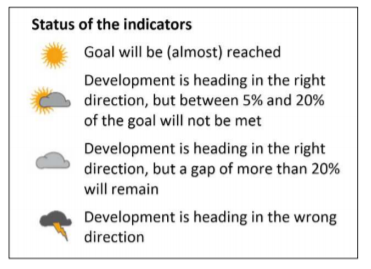 Status of the indicators
Goal will be (almost) reached
Development is heading in the right
direction, but between 5% and 20%
of the goal will not be met
Development is heading in the right
direction, but a gap of more than 20%
will remain
Development is heading in the wrong
direction